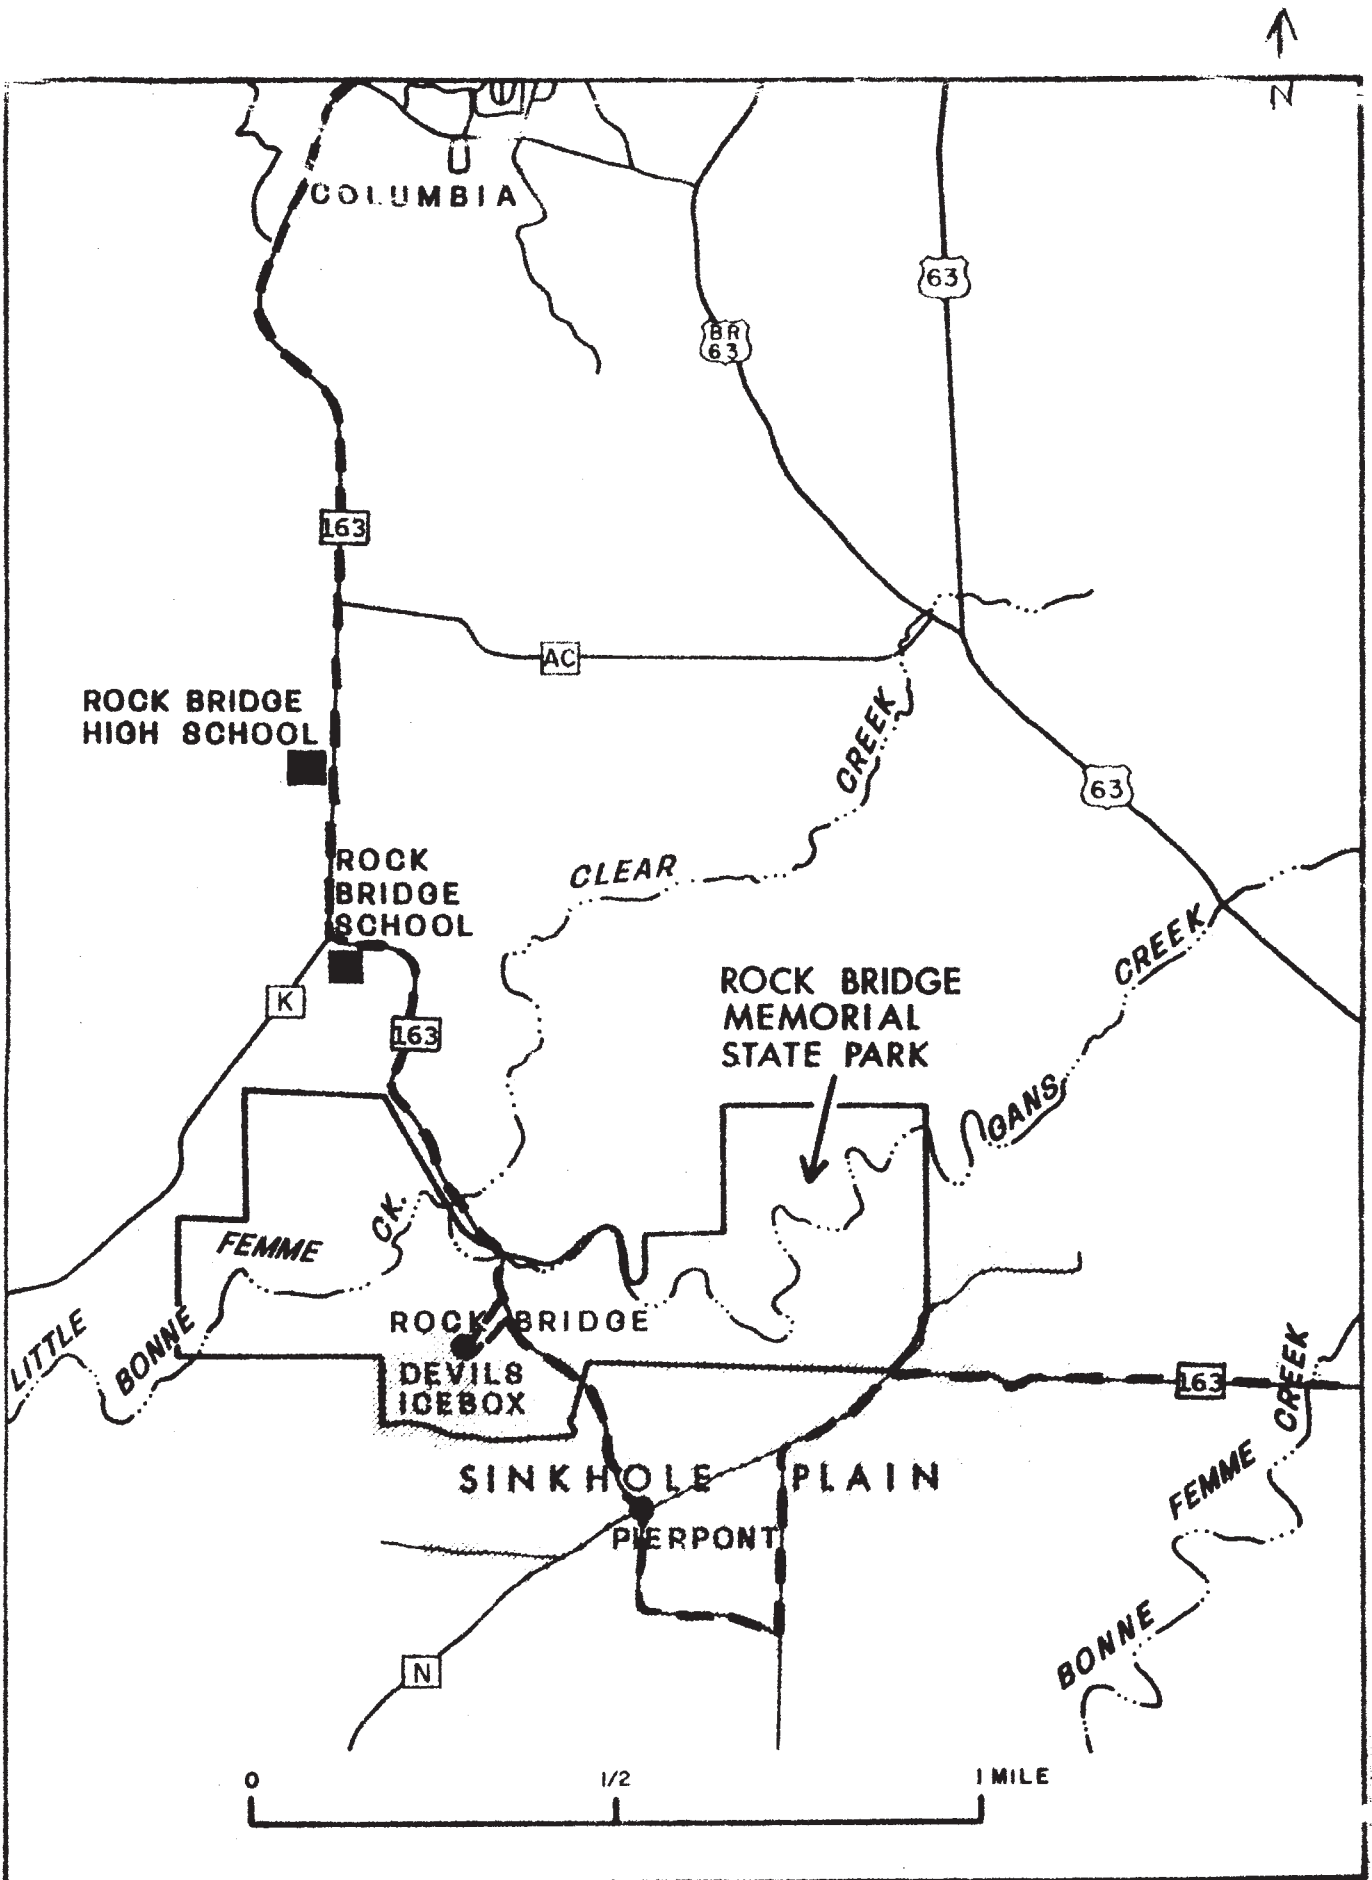 N
COLUMBIA
63
BR
63
163
AC
ROCK BRIDGE
HIGH SCHOOL
CREEK
63
ROCK
BRIDGE
SCHOOL
CLEAR
CREEK
ROCK BRIDGE
MEMORIAL
STATE PARK
K
163
GANS
CK.
FEMME
ROCK BRIDGE
LITTLE
BONNE
DEVILS
ICEBOX
163
CREEK
SINKHOLE PLAIN
FEMME
PIERPONT
BONNE
N
0 1/2 1 MILE